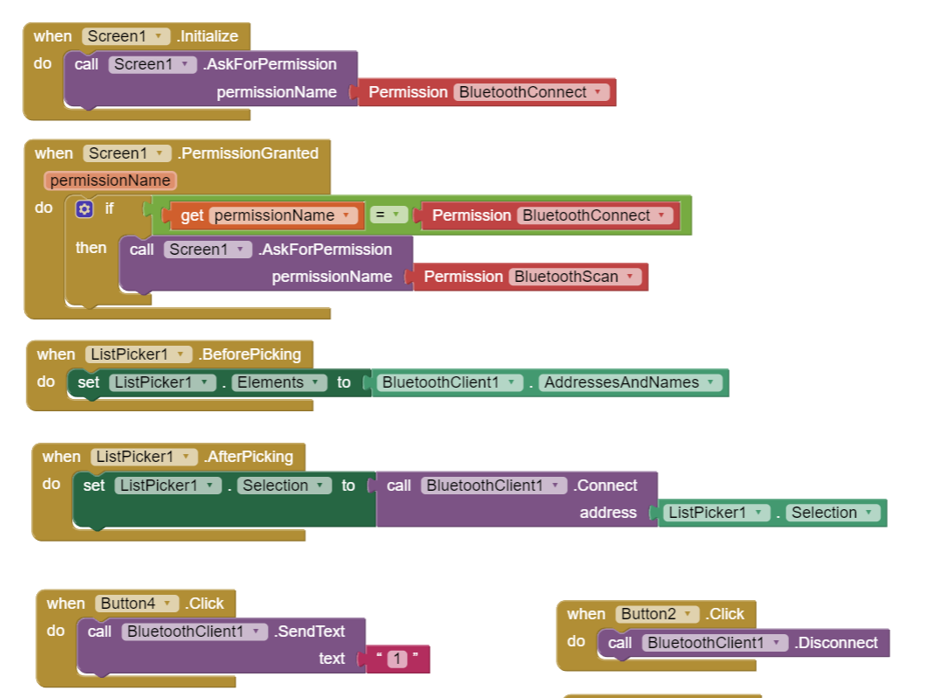 when Screen1 .Initialize
do call Screen1 .AskForPermission
permissionName Permission BluetoothConnect
when Screen1 .PermissionGranted
permissionName
do if get permissionName = Permission BluetoothConnect
then call Screen1 .AskForPermission
permissionName Permission BluetoothScan
when ListPicker1 .BeforePicking
do set ListPicker1 . Elements to BluetoothClient1 . AddressesAndNames
when ListPicker1 .AfterPicking
do set ListPicker1 . Selection to call BluetoothClient1 .Connect
address ListPicker1 . Selection
when Button4 .Click
do call BluetoothClient1 .SendText
text " 1 "
when Button2 .Click
do call BluetoothClient1 .Disconnect